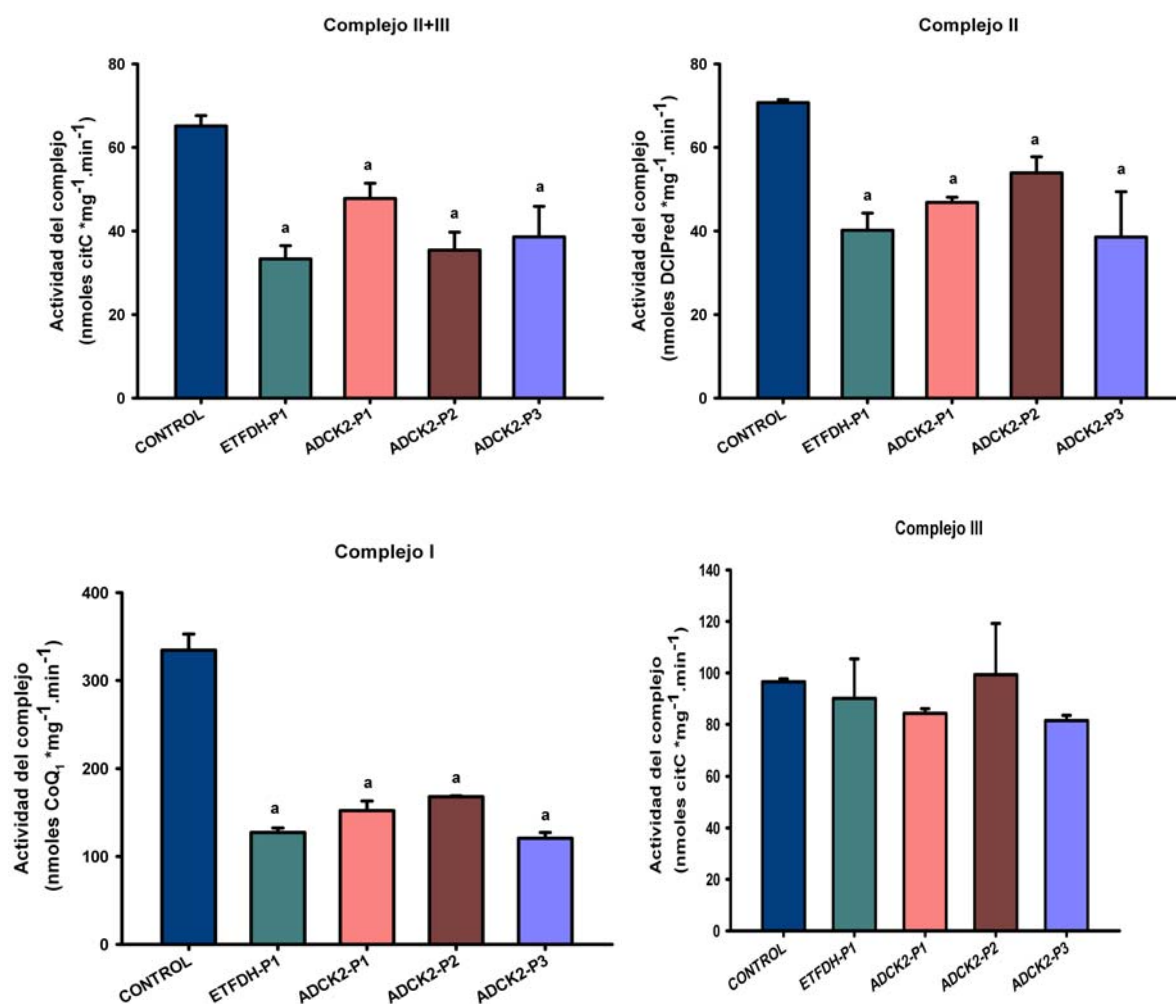 Complejo II+III
Actividad del complejo
(nmoles citC *mg⁻¹.min⁻¹)
80
60
40
20
0
a
a
a
a
CONTROL
ETFDH-P1
ADCK2-P1
ADCK2-P2
ADCK2-P3
Complejo II
Actividad del complejo
(nmoles DCIPred *mg⁻¹.min⁻¹)
80
60
40
20
0
a
a
a
a
CONTROL
ETFDH-P1
ADCK2-P1
ADCK2-P2
ADCK2-P3
Complejo I
Actividad del complejo
(nmoles CoQ₁ *mg⁻¹.min⁻¹)
400
300
200
100
0
a
a
a
a
CONTROL
ETFDH-P1
ADCK2-P1
ADCK2-P2
ADCK2-P3
Complejo III
Actividad del complejo
(nmoles citC *mg⁻¹.min⁻¹)
140
120
100
80
60
40
20
0
CONTROL
ETFDH-P1
ADCK2-P1
ADCK2-P2
ADCK2-P3